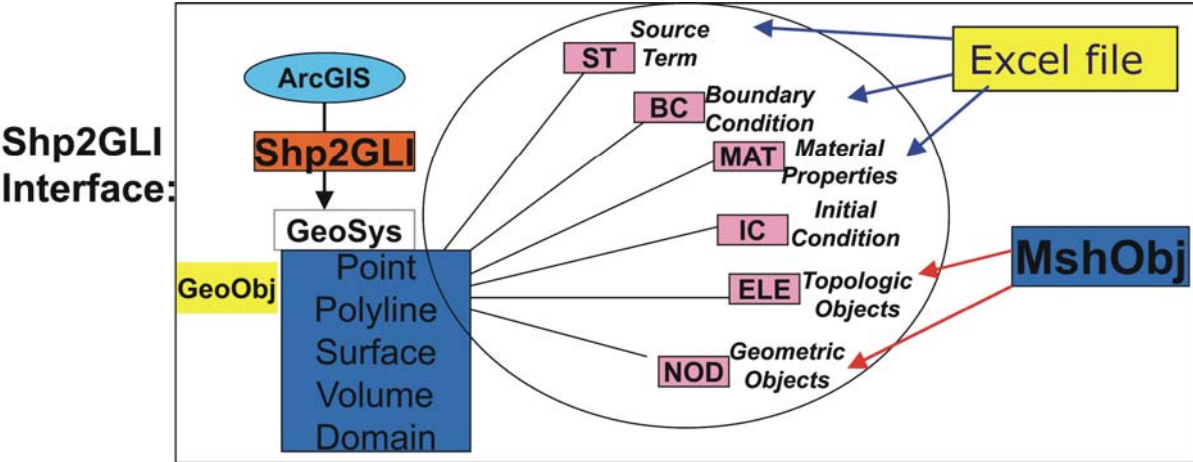 Shp2GLI
Interface:
ArcGIS
Shp2GLI
GeoSys
GeoObj
Point
Polyline
Surface
Volume
Domain
ST
Source
Term
BC
Boundary
Condition
MAT
Material
Properties
IC
Initial
Condition
ELE
Topologic
Objects
NOD
Geometric
Objects
Excel file
MshObj